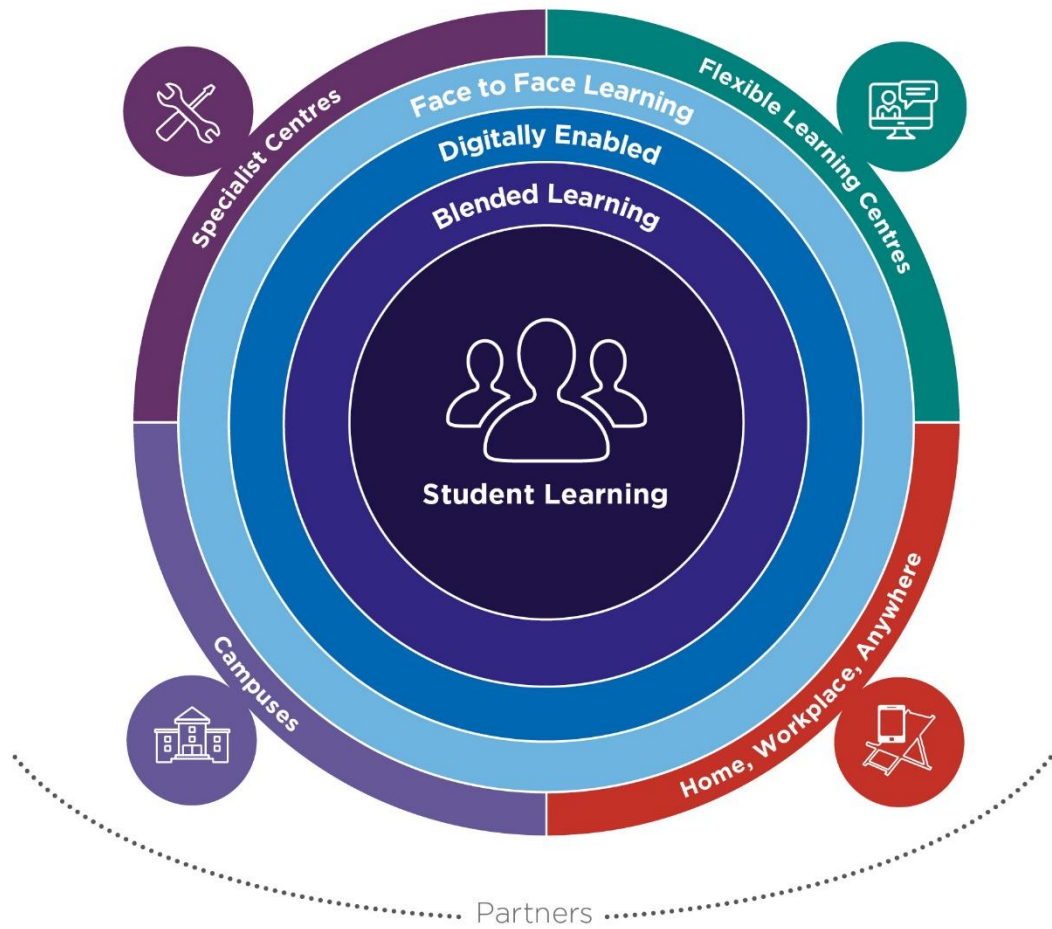 Specialist Centres
Flexible Learning Centres
Face to Face Learning
Digitally Enabled
Blended Learning
Student Learning
Campuses
Home, Workplace, Anywhere
Partners